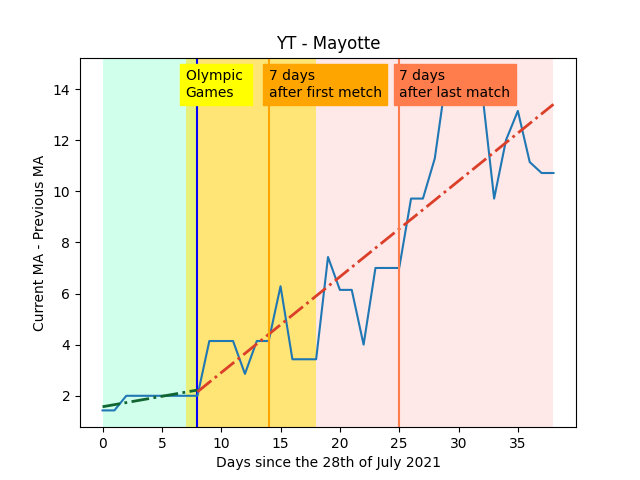 YT - Mayotte
Olympic
Games
7 days
after first metch
7 days
after last metch
14
12
10
8
6
4
2
Current MA - Previous MA
0 5 10 15 20 25 30 35
Days since the 28th of July 2021